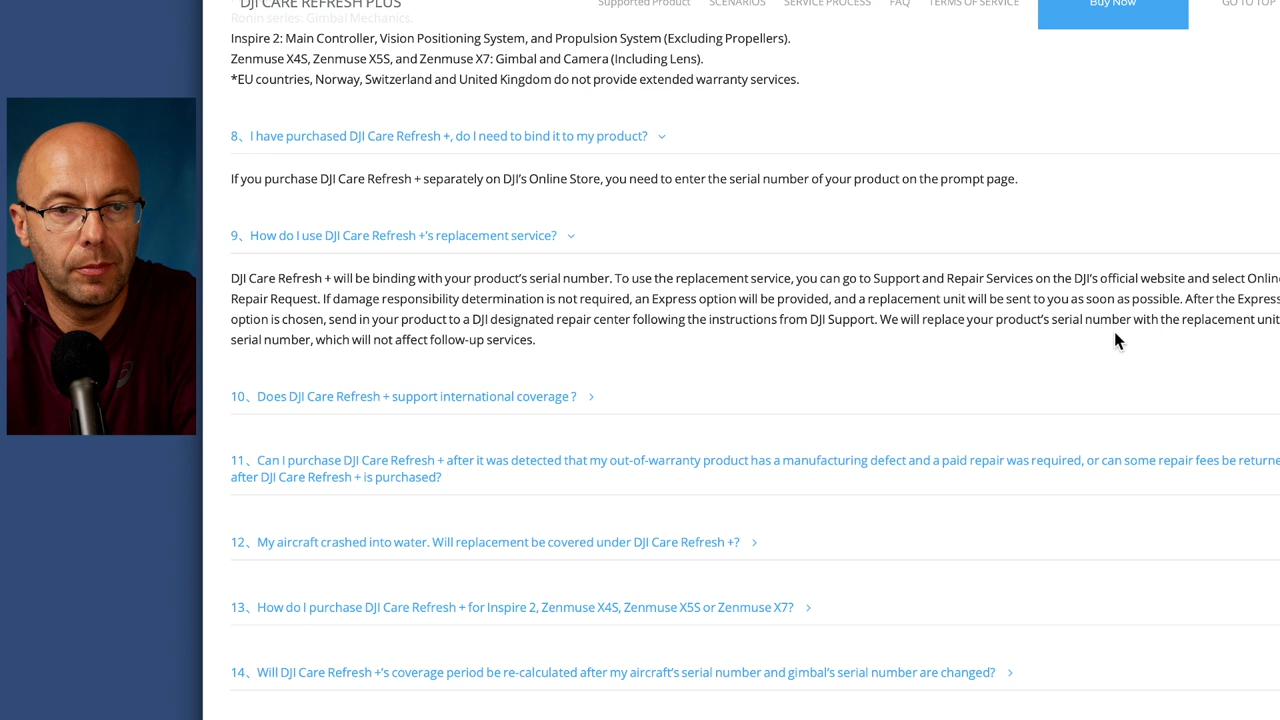 DJI CARE REFRESH PLUS
Supported Product SCENARIOS SERVICE PROCESS FAQ TERMS OF SERVICE Buy Now GO TO TOP
Ronin series: Gimbal Mechanics.
Inspire 2: Main Controller, Vision Positioning System, and Propulsion System (Excluding Propellers).
Zenmuse X4S, Zenmuse X5S, and Zenmuse X7: Gimbal and Camera (Including Lens).
*EU countries, Norway, Switzerland and United Kingdom do not provide extended warranty services.
8、I have purchased DJI Care Refresh +, do I need to bind it to my product?
If you purchase DJI Care Refresh + separately on DJI’s Online Store, you need to enter the serial number of your product on the prompt page.
9、How do I use DJI Care Refresh +’s replacement service?
DJI Care Refresh + will be binding with your product’s serial number. To use the replacement service, you can go to Support and Repair Services on the DJI’s official website and select Onlin
Repair Request. If damage responsibility determination is not required, an Express option will be provided, and a replacement unit will be sent to you as soon as possible. After the Express
option is chosen, send in your product to a DJI designated repair center following the instructions from DJI Support. We will replace your product’s serial number with the replacement unit
serial number, which will not affect follow-up services.
10、Does DJI Care Refresh + support international coverage ?
11、Can I purchase DJI Care Refresh + after it was detected that my out-of-warranty product has a manufacturing defect and a paid repair was required, or can some repair fees be returne
after DJI Care Refresh + is purchased?
12、My aircraft crashed into water. Will replacement be covered under DJI Care Refresh +?
13、How do I purchase DJI Care Refresh + for Inspire 2, Zenmuse X4S, Zenmuse X5S or Zenmuse X7?
14、Will DJI Care Refresh +’s coverage period be re-calculated after my aircraft’s serial number and gimbal’s serial number are changed?